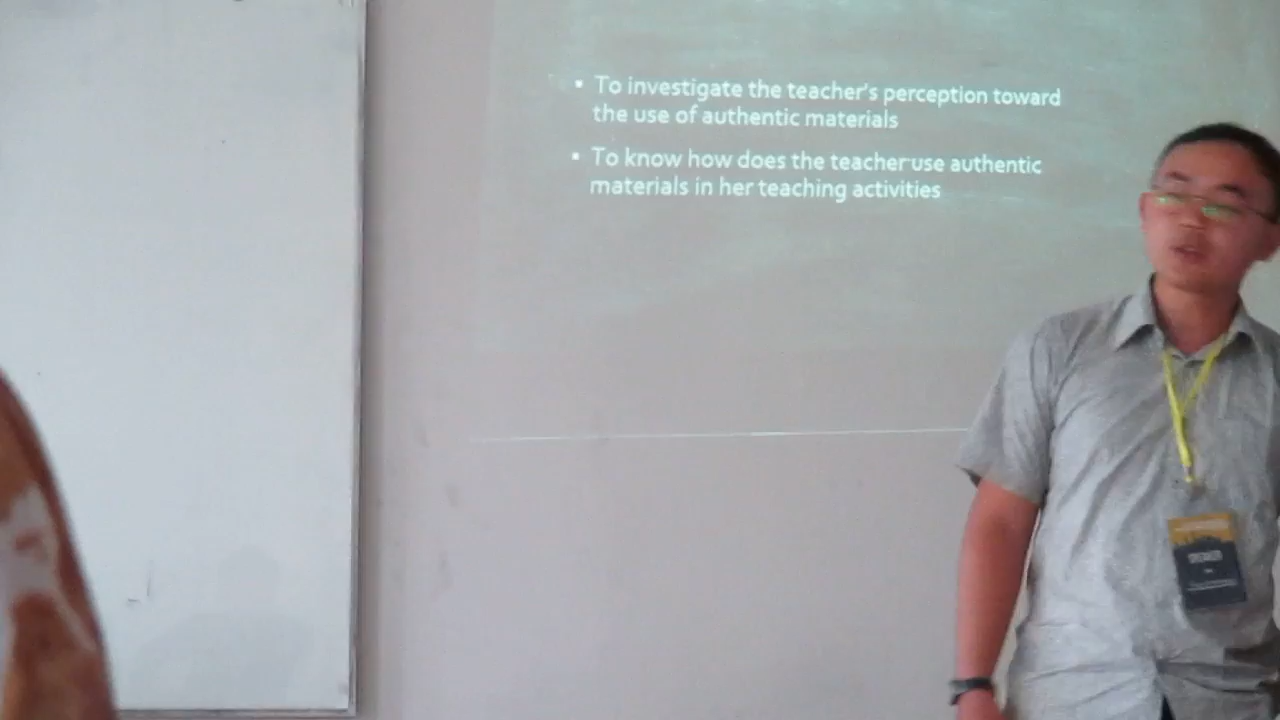 • To investigate the teacher's perception toward
the use of authentic materials
• To know how does the teacher use authentic
materials in her teaching activities
SPEAKER